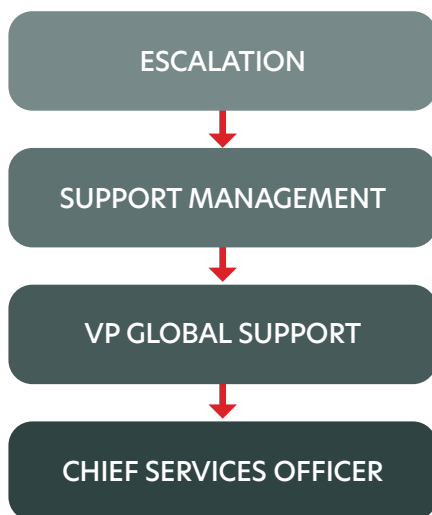 ESCALATION
SUPPORT MANAGEMENT
VP GLOBAL SUPPORT
CHIEF SERVICES OFFICER